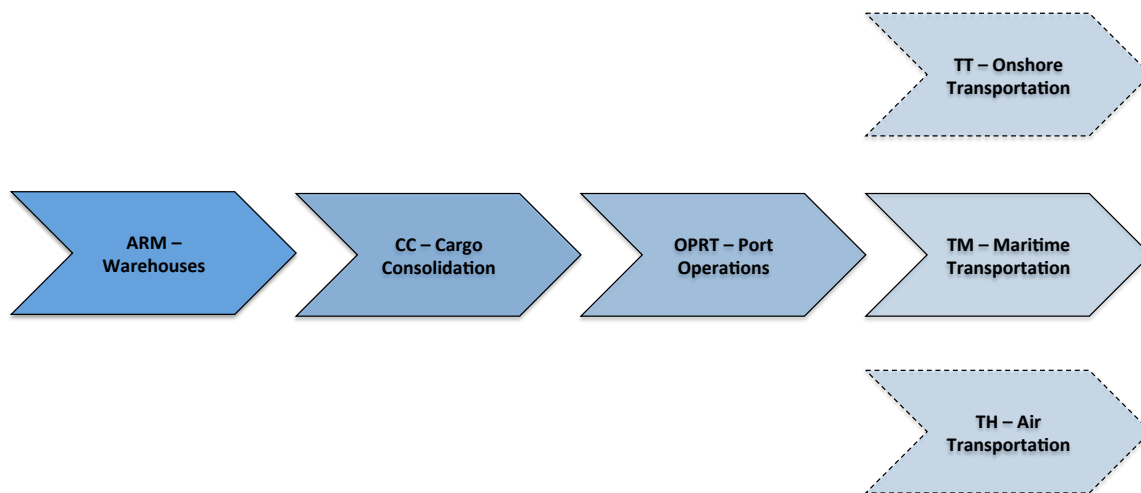 TT – Onshore
Transportation
ARM –
Warehouses
CC – Cargo
Consolidation
OPRT – Port
Operations
TM – Maritime
Transportation
TH – Air
Transportation